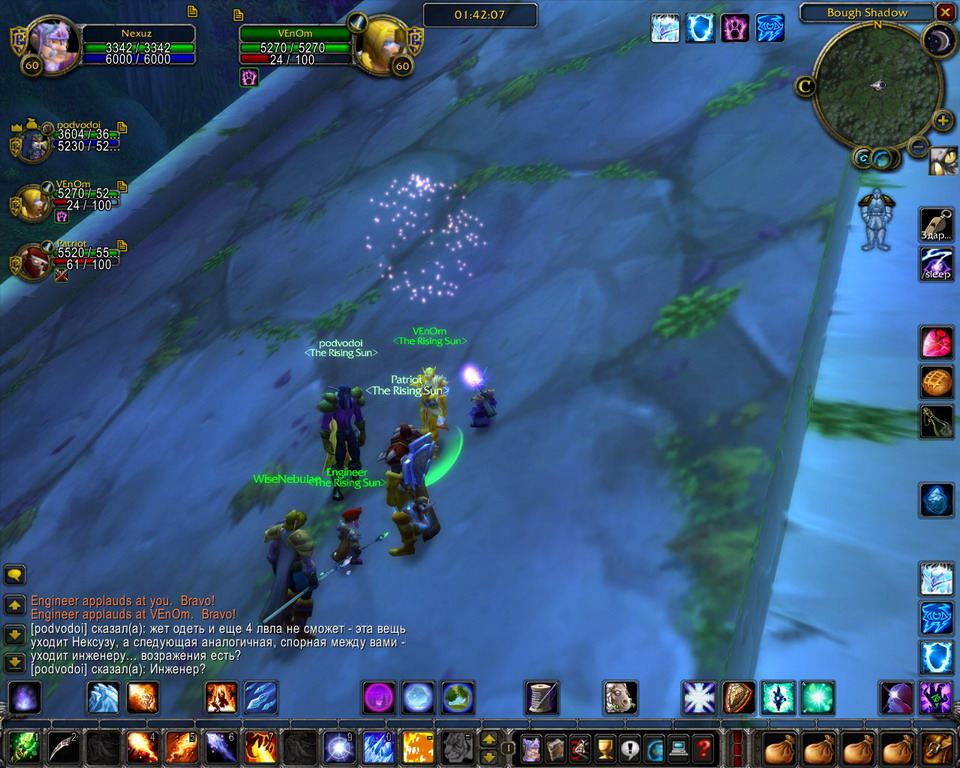 01:42:07
Bough Shadow
N
Nexuz
3342 / 3342
6000 / 6000
60
VEnOm
5270 / 5270
24 / 100
60
C
podvodoi
3604 / 36...
5230 / 52...
VEnOm
5270 / 52...
24 / 100
Patriot
5520 / 55...
61 / 100
Здар...
/sleep
podvodoi
<The Rising Sun>
VEnOm
<The Rising Sun>
Patriot
<The Rising Sun>
WiseNebulae
Engineer
<The Rising Sun>
Engineer applauds at you. Bravo!
Engineer applauds at VEnOm. Bravo!
[podvodoi] сказал(а): жет одеть и еще 4 лвла не сможет - эта вещь
уходит Нексузу, а следующая аналогичная, спорная между вами -
уходит инженеру... возражения есть?
[podvodoi] сказал(а): Инженер?